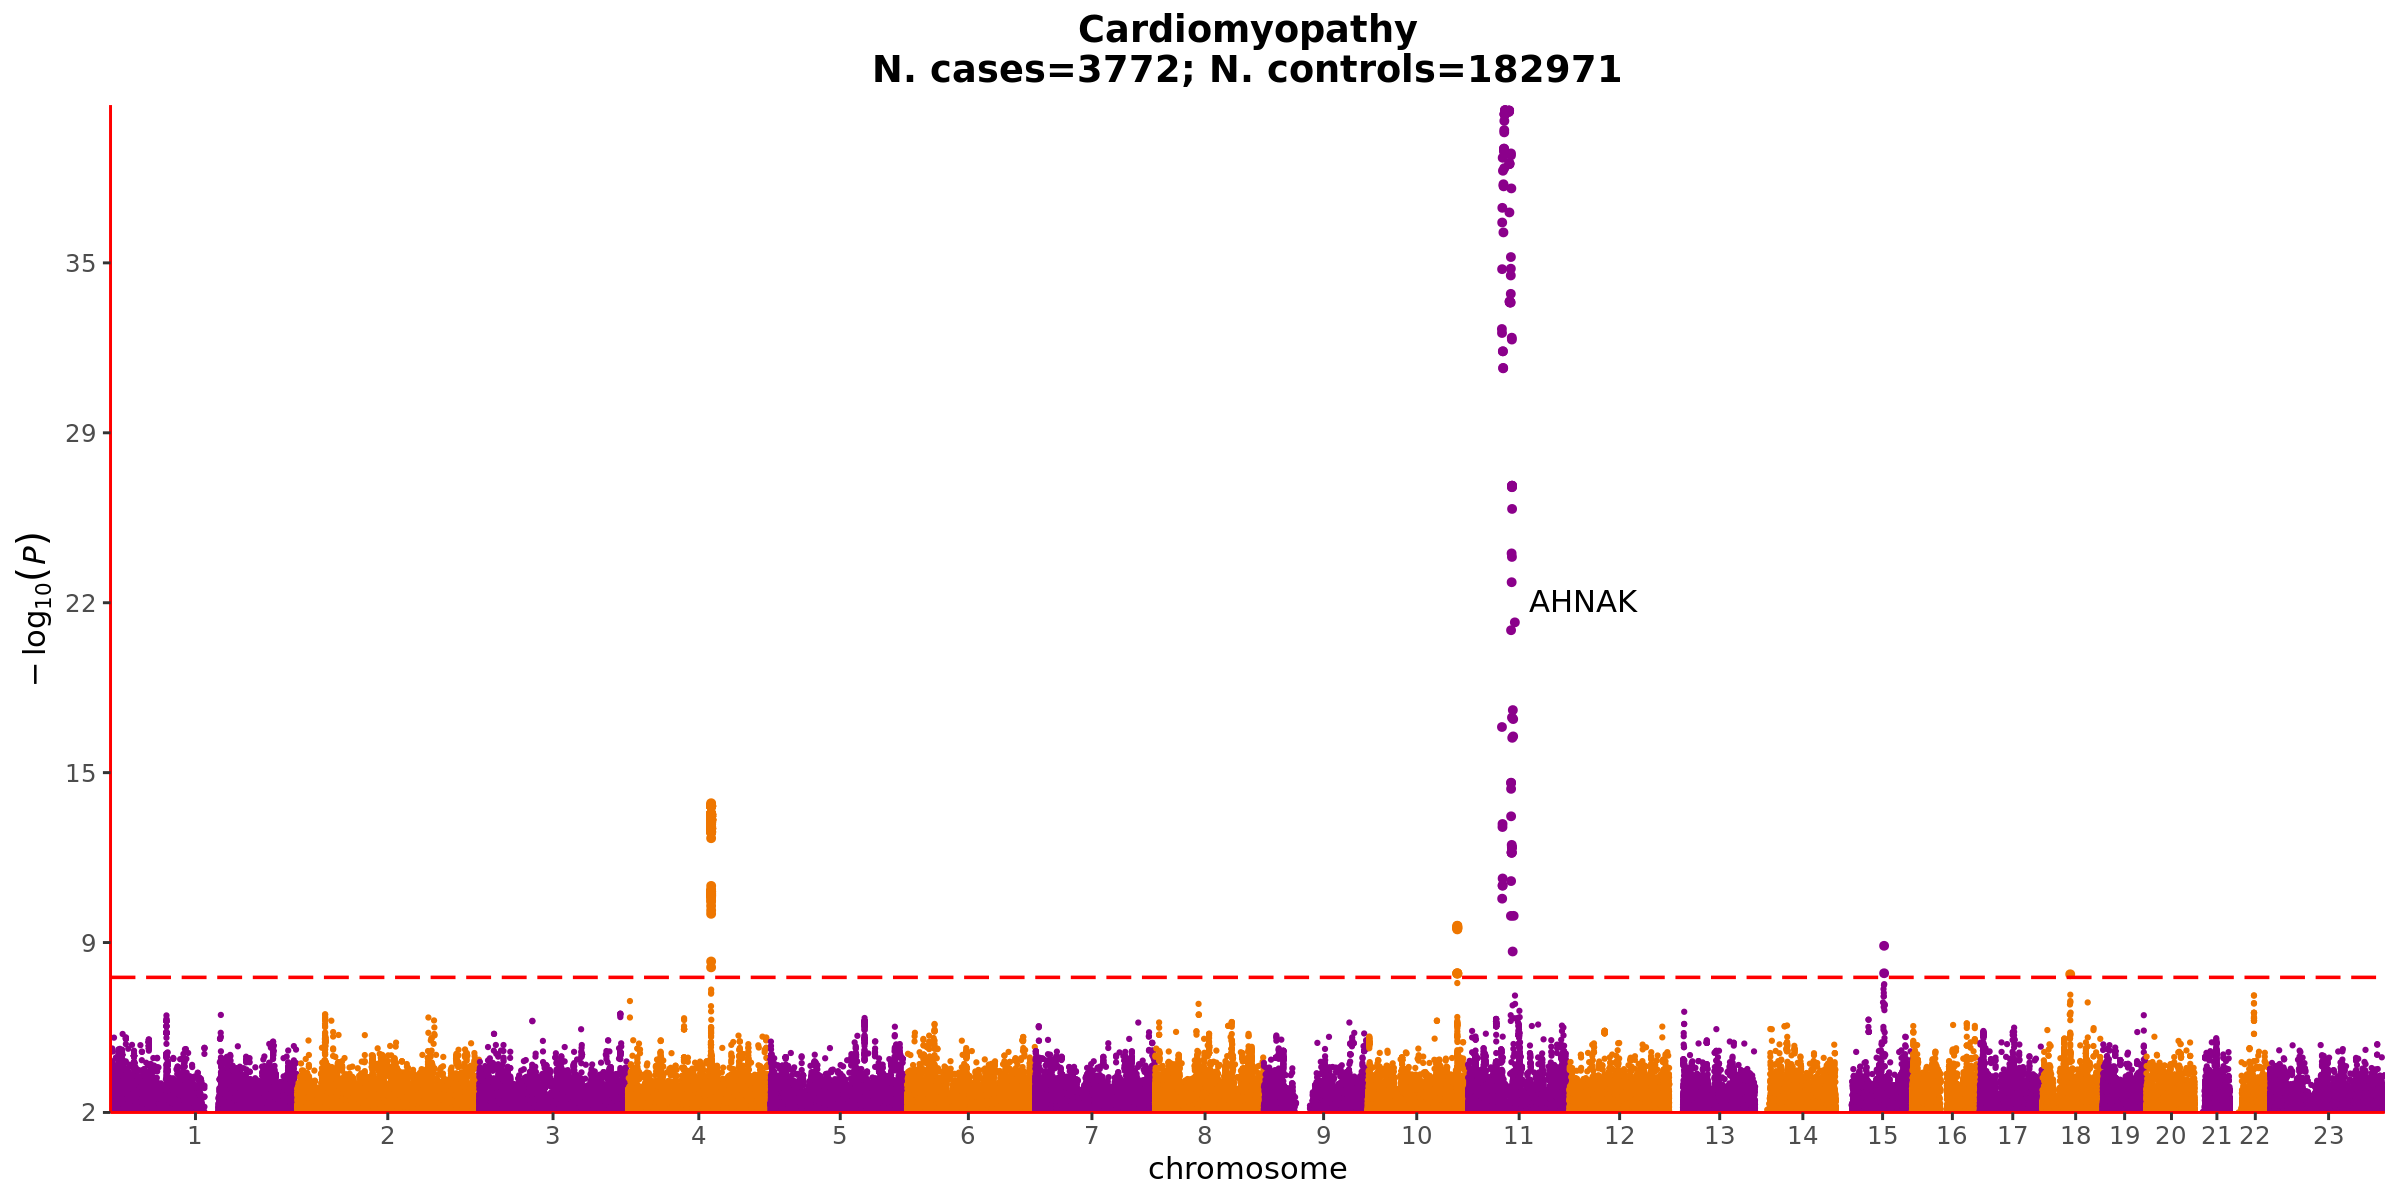 Cardiomyopathy
N. cases=3772; N. controls=182971
35
29
22
15
9
2
− log10(P)
AHNAK
1 2 3 4 5 6 7 8 9 10 11 12 13 14 15 16 17 18 19 20 21 22 23
chromosome